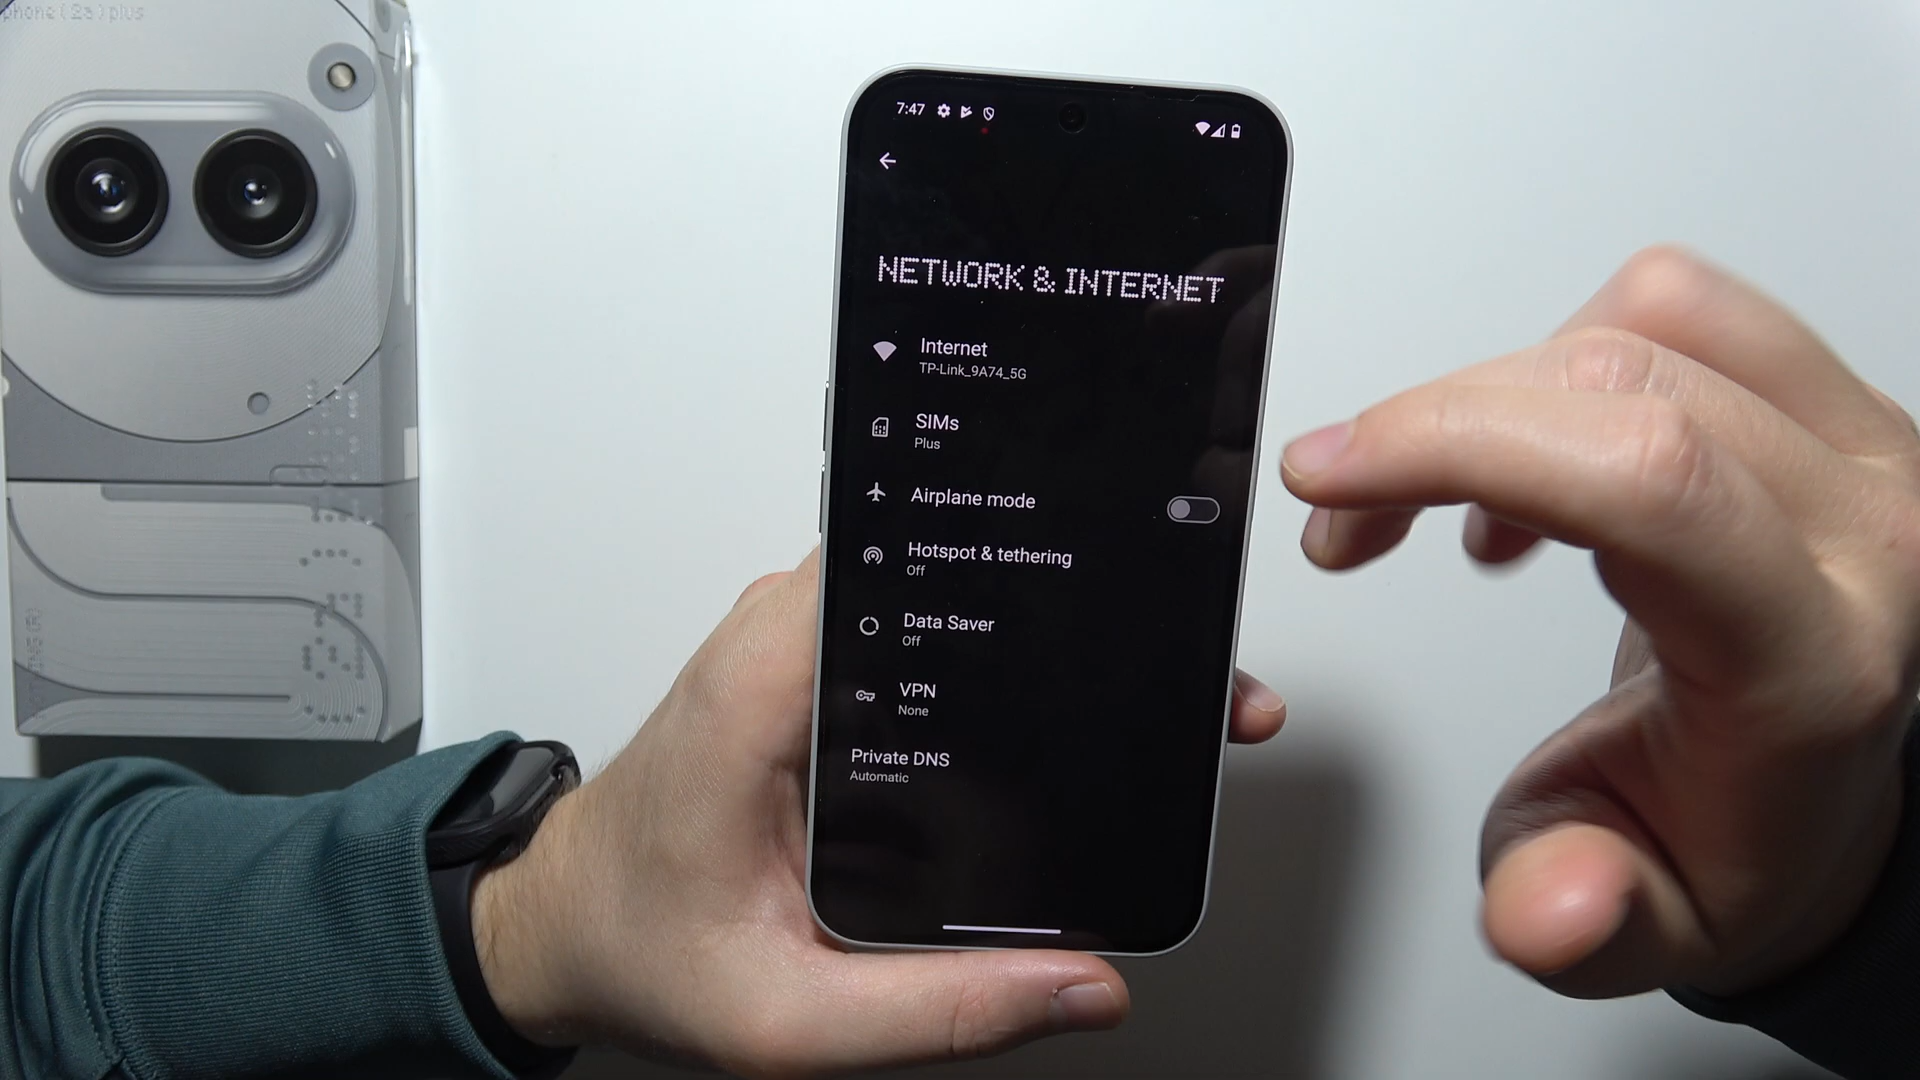 phone (2a) plus
7:47
NETWORK & INTERNET
Internet
TP-Link_9A74_5G
SIMs
Plus
Airplane mode
Hotspot & tethering
Off
Data Saver
Off
VPN
None
Private DNS
Automatic